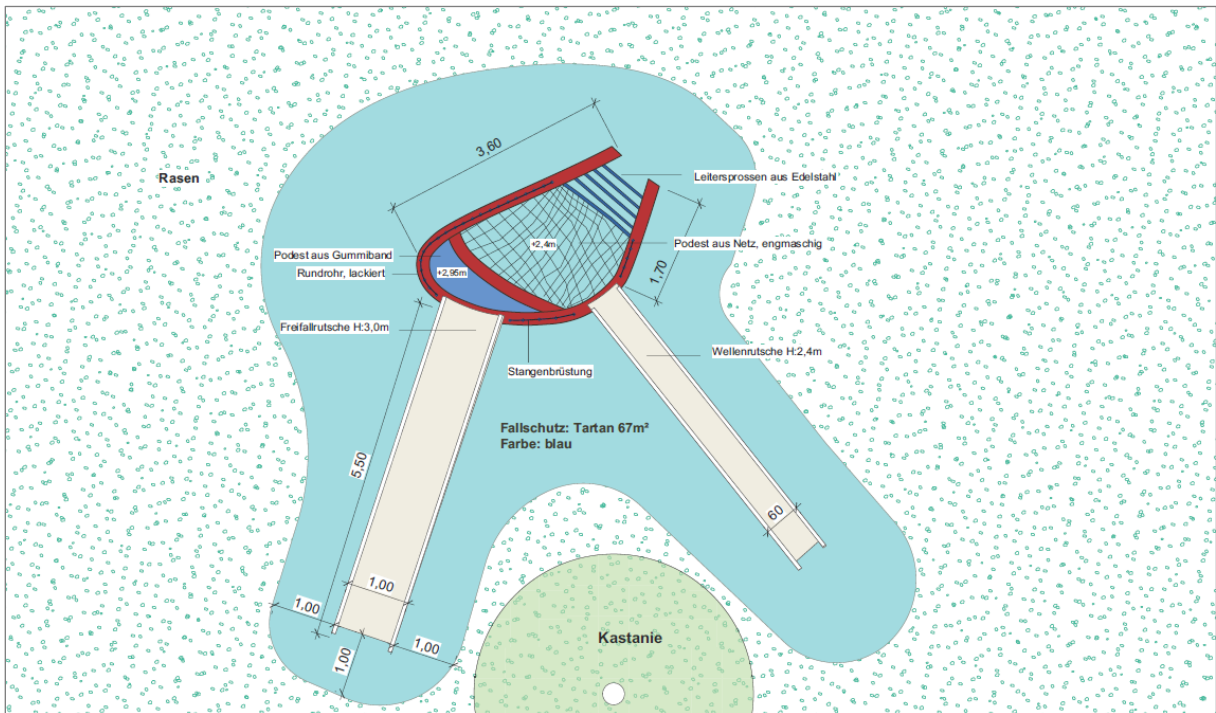 3,60
Rasen
Leitersprossen aus Edelstahl
+2,4m
Podest aus Netz, engmaschig
Podest aus Gummiband
Rundrohr, lackiert
+2,95m
1,70
Freifallrutsche H:3,0m
Wellenrutsche H:2,4m
Stangenbrüstung
Fallschutz: Tartan 67m²
Farbe: blau
5,50
60
1,00
1,00
1,00
1,00
Kastanie